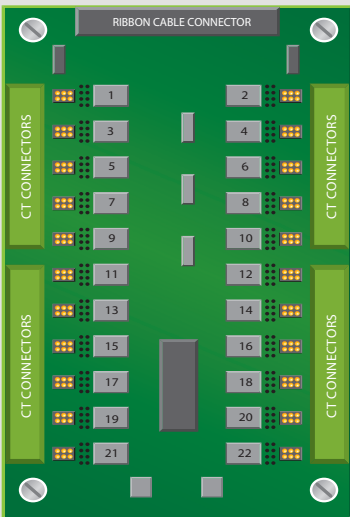 RIBBON CABLE CONNECTOR
CT CONNECTORS
CT CONNECTORS
1 2
3 4
5 6
7 8
9 10
11 12
13 14
15 16
17 18
19 20
21 22
CT CONNECTORS
CT CONNECTORS